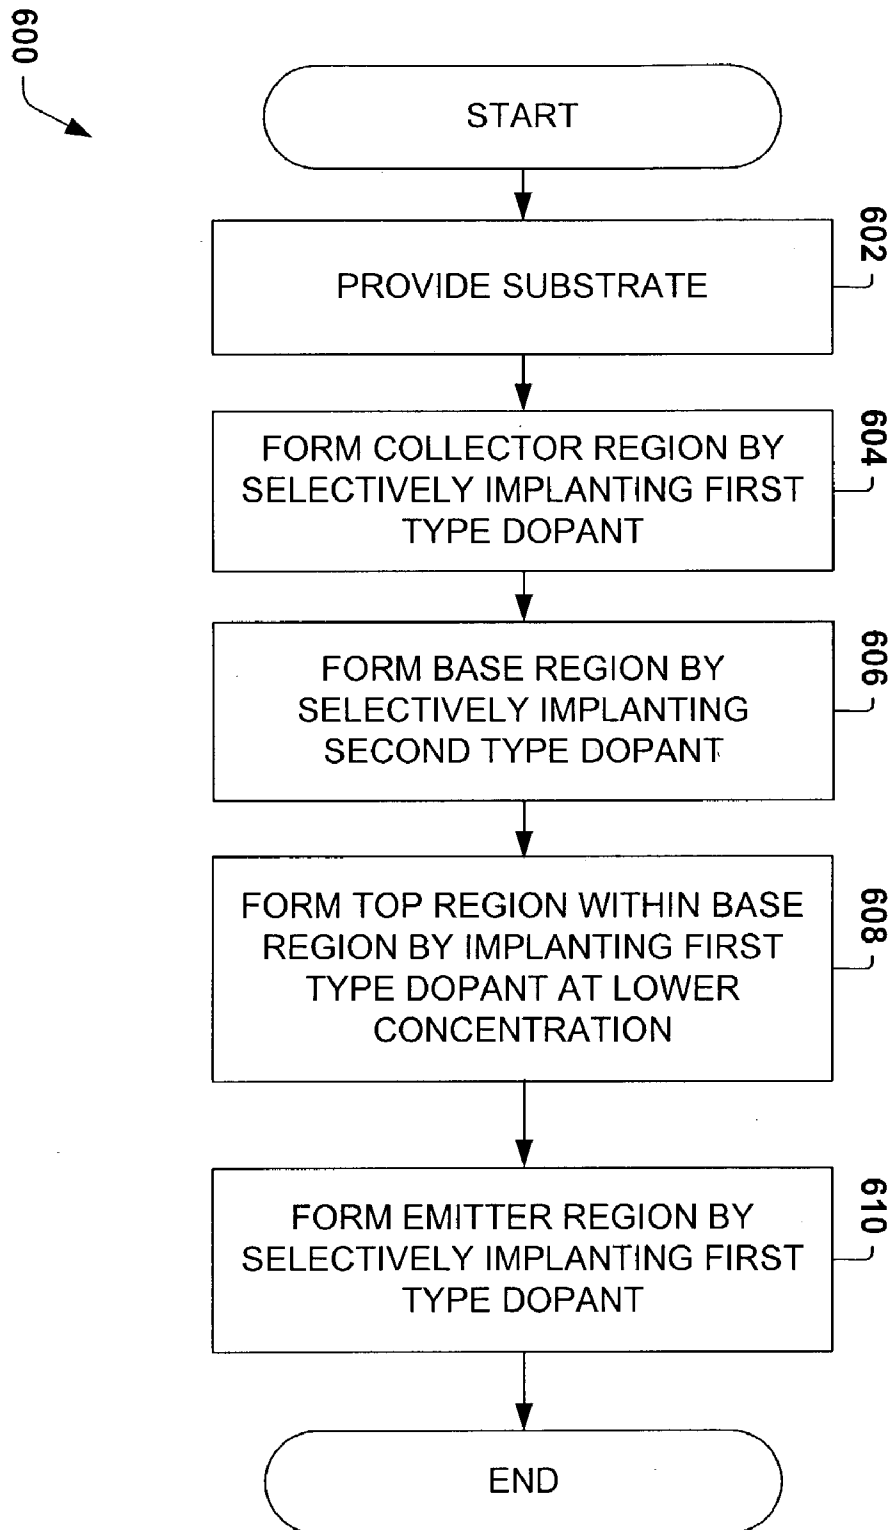 600
START
602
PROVIDE SUBSTRATE
604
FORM COLLECTOR REGION BY
SELECTIVELY IMPLANTING FIRST
TYPE DOPANT
606
FORM BASE REGION BY
SELECTIVELY IMPLANTING
SECOND TYPE DOPANT
608
FORM TOP REGION WITHIN BASE
REGION BY IMPLANTING FIRST
TYPE DOPANT AT LOWER
CONCENTRATION
610
FORM EMITTER REGION BY
SELECTIVELY IMPLANTING FIRST
TYPE DOPANT
END